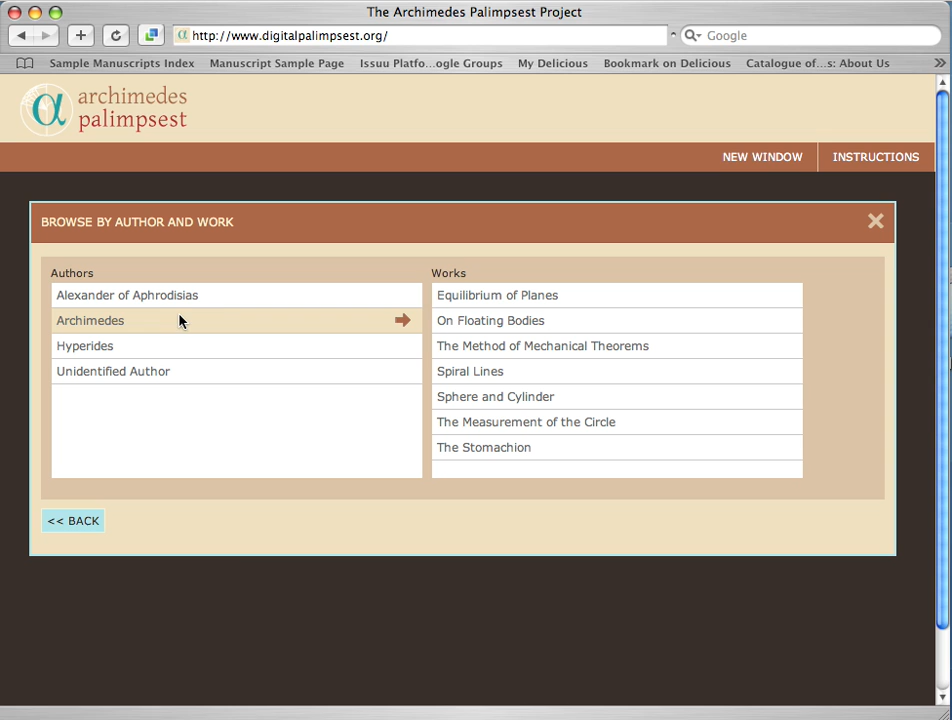 The Archimedes Palimpsest Project
http://www.digitalpalimpsest.org/
Google
Sample Manuscripts Index Manuscript Sample Page Issuu Platfo...ogle Groups My Delicious Bookmark on Delicious Catalogue of...s: About Us
α archimedes
palimpsest
NEW WINDOW INSTRUCTIONS
BROWSE BY AUTHOR AND WORK
Authors
Alexander of Aphrodisias
Archimedes
Hyperides
Unidentified Author
Works
Equilibrium of Planes
On Floating Bodies
The Method of Mechanical Theorems
Spiral Lines
Sphere and Cylinder
The Measurement of the Circle
The Stomachion
<< BACK